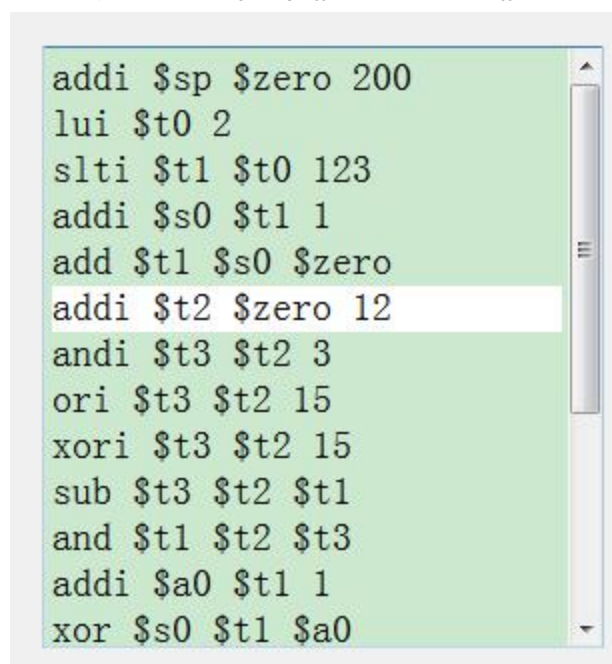 addi $sp $zero 200
lui $t0 2
slti $t1 $t0 123
addi $s0 $t1 1
add $t1 $s0 $zero
addi $t2 $zero 12
andi $t3 $t2 3
ori $t3 $t2 15
xori $t3 $t2 15
sub $t3 $t2 $t1
and $t1 $t2 $t3
addi $a0 $t1 1
xor $s0 $t1 $a0